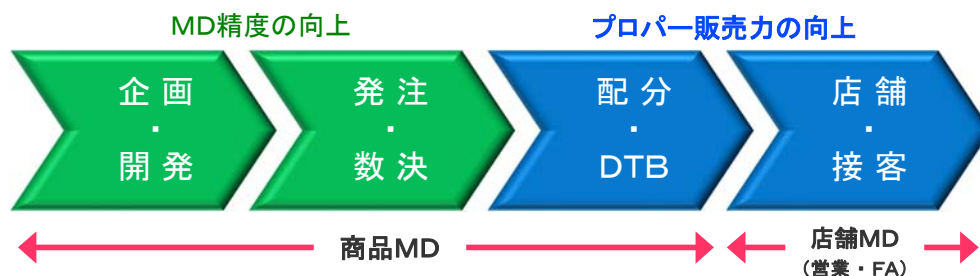 MD精度の向上
プロパー販売力の向上
企画
・
開発
発注
・
数決
配分
・
DTB
店舗
・
接客
商品MD
店舗MD
(営業・FA)